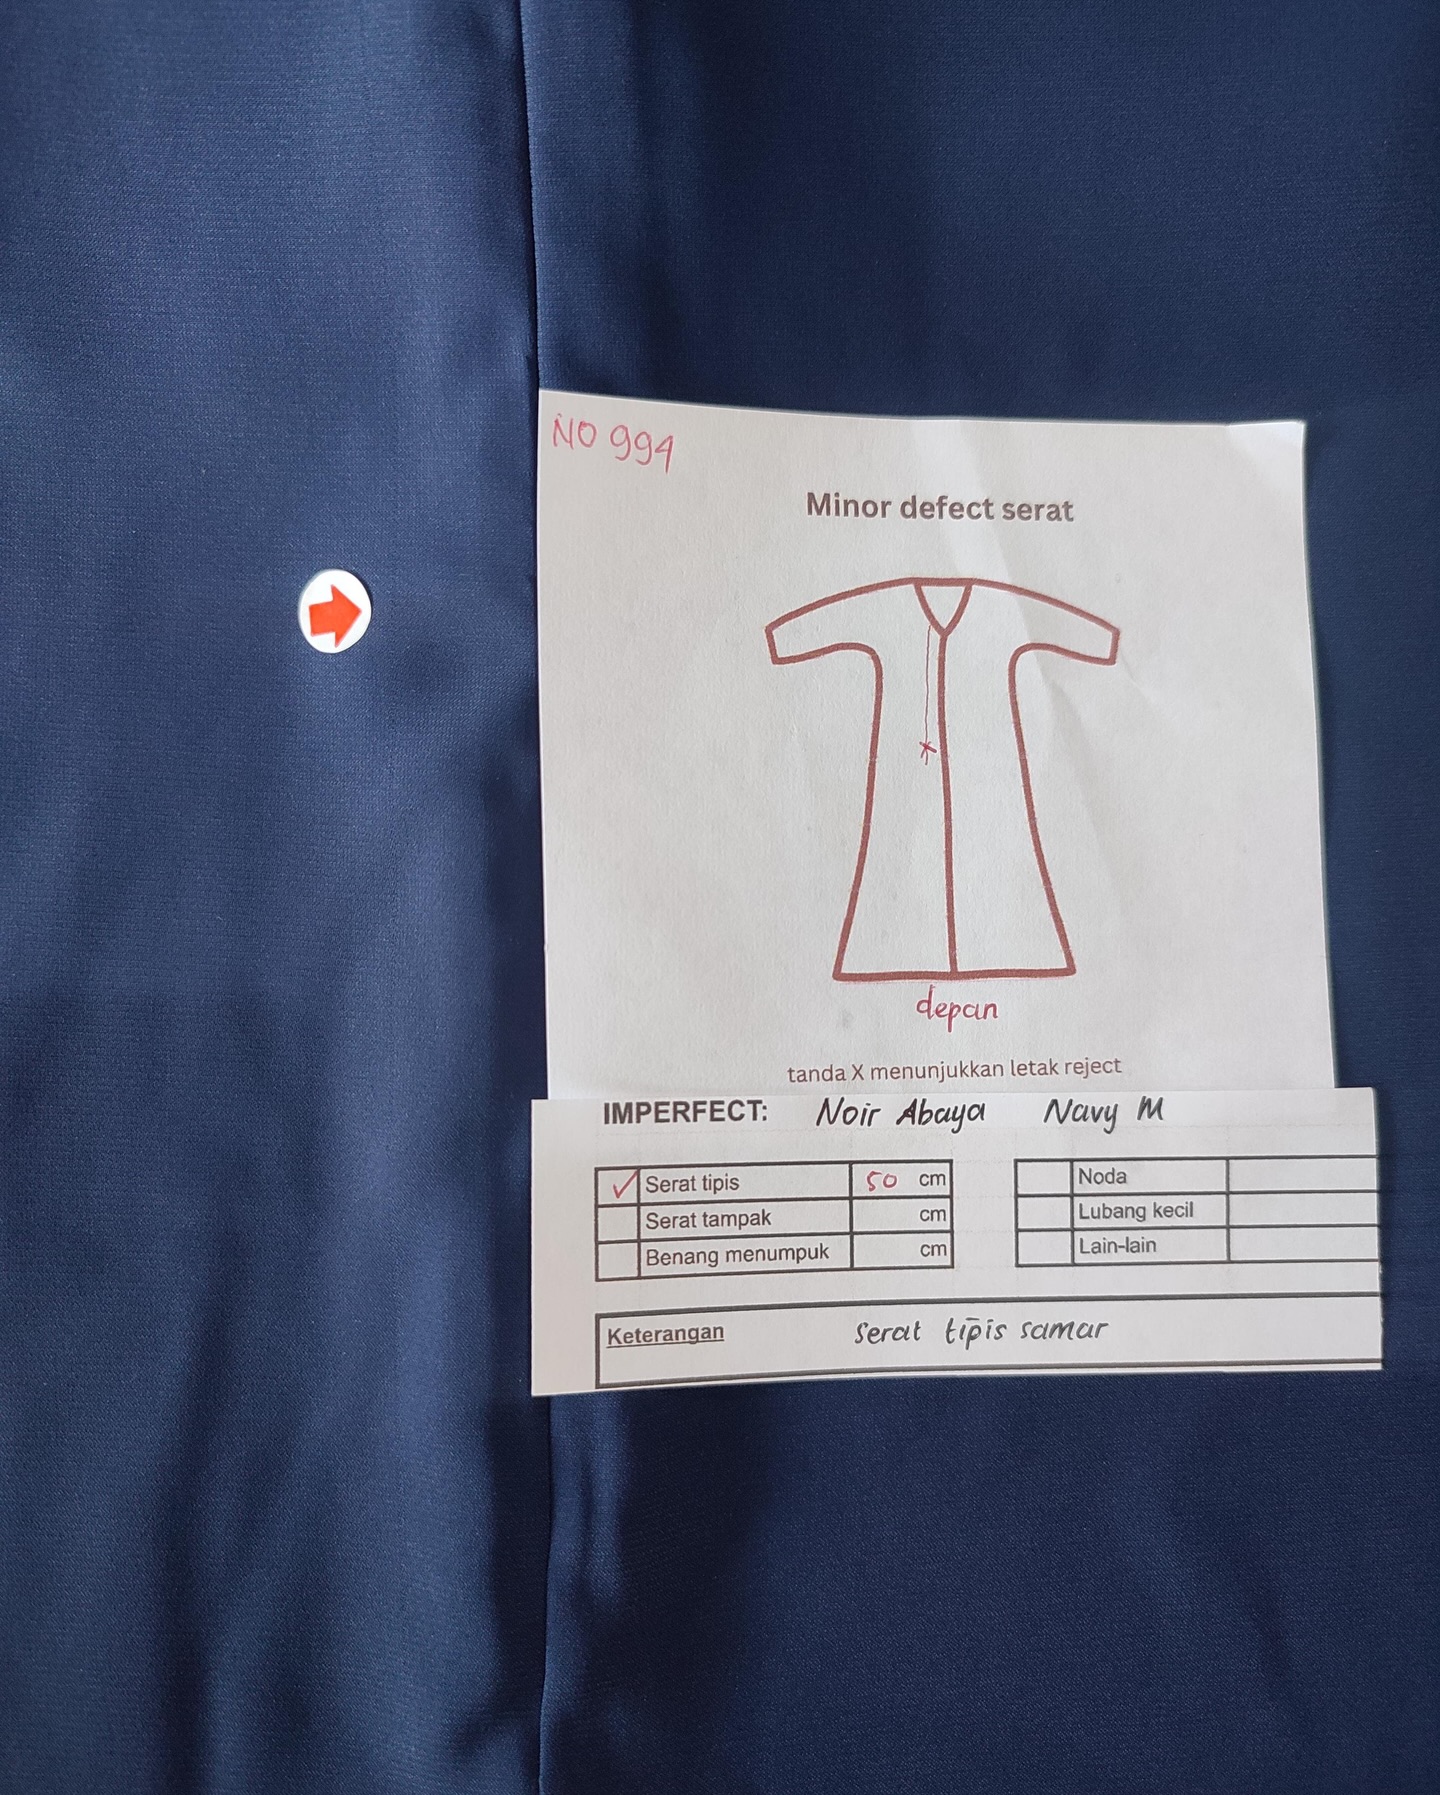 NO 994
Minor defect serat
depan
tanda X menunjukkan letak reject
IMPERFECT: Noir Abaya Navy M
Serat tipis 50 cm
Serat tampak cm
Benang menumpuk cm
Noda
Lubang kecil
Lain-lain
Keterangan serat tipis samar